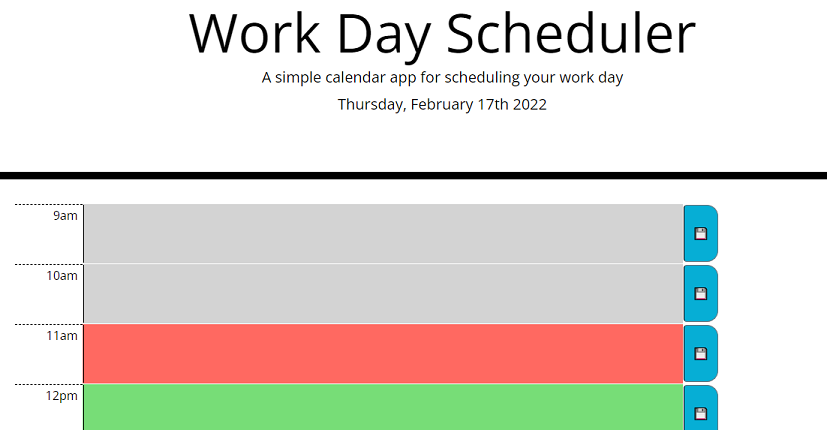 Work Day Scheduler
A simple calendar app for scheduling your work day
Thursday, February 17th 2022
9am
10am
11am
12pm